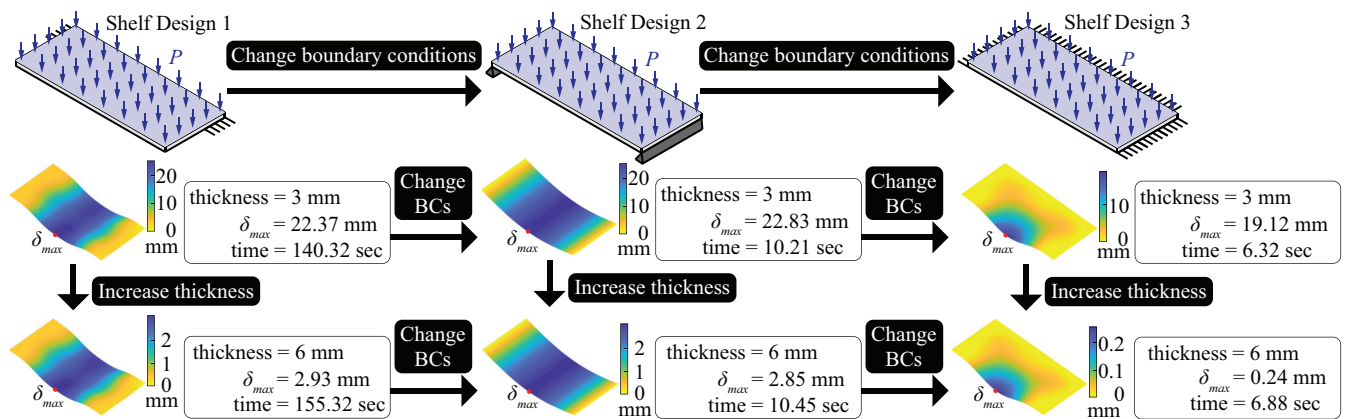 Shelf Design 1
Shelf Design 2
Shelf Design 3
P
Change boundary conditions
P
Change boundary conditions
P
20
10
0
mm
δmax
thickness = 3 mm
δmax = 22.37 mm
time = 140.32 sec
Change
BCs
20
10
0
mm
δmax
thickness = 3 mm
δmax = 22.83 mm
time = 10.21 sec
Change
BCs
10
0
mm
δmax
thickness = 3 mm
δmax = 19.12 mm
time = 6.32 sec
Increase thickness
Increase thickness
Increase thickness
2
1
0
mm
δmax
thickness = 6 mm
δmax = 2.93 mm
time = 155.32 sec
Change
BCs
2
1
0
mm
δmax
thickness = 6 mm
δmax = 2.85 mm
time = 10.45 sec
Change
BCs
0.2
0.1
0
mm
δmax
thickness = 6 mm
δmax = 0.24 mm
time = 6.88 sec